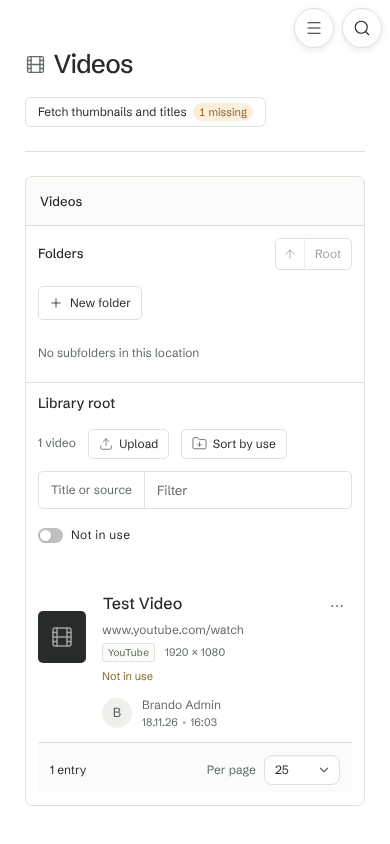 Videos
Fetch thumbnails and titles 1 missing
Videos
Folders
Root
New folder
No subfolders in this location
Library root
1 video
Upload
Sort by use
Title or source
Filter
Not in use
Test Video
www.youtube.com/watch
YouTube 1920 × 1080
Not in use
B
Brando Admin
18.11.26 • 16:03
1 entry
Per page
25